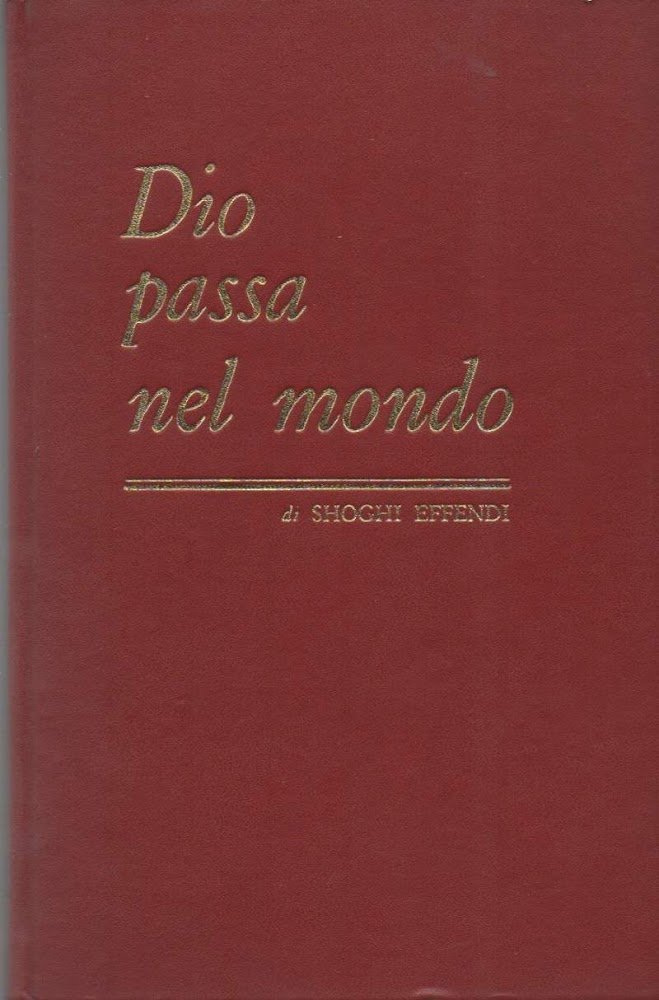 Dio
passa
nel mondo
di SHOGHI EFFENDI